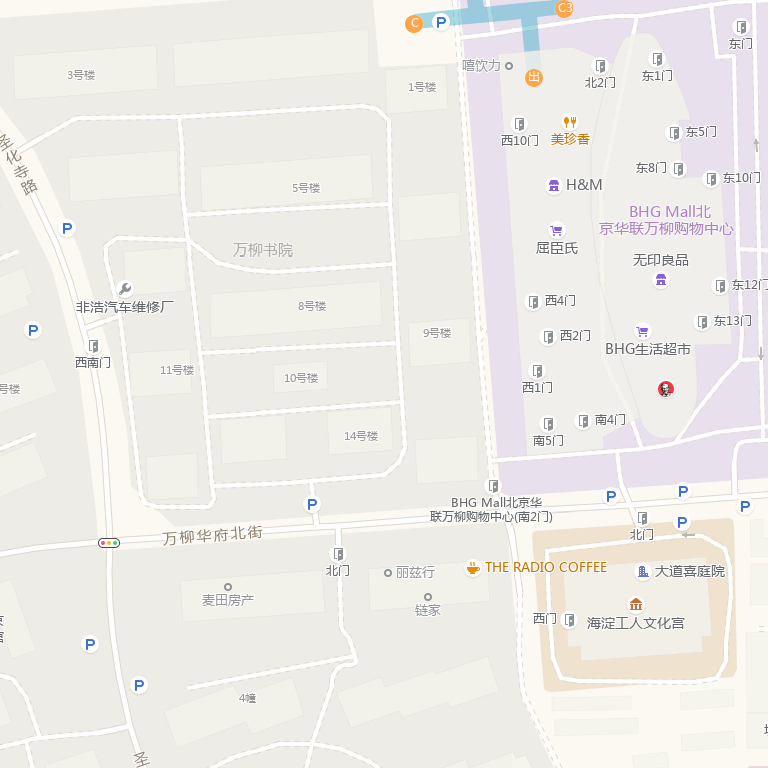 C3
C
P
东门
3号楼
嘻饮力
出
北2门
东1门
1号楼
西10门
美珍香
东5门
圣化寺路
5号楼
H&M
东8门
东10门
P
BHG Mall北
京华联万柳购物中心
万柳书院
屈臣氏
无印良品
东12门
非浩汽车维修厂
8号楼
西4门
P
9号楼
西2门
东13门
BHG生活超市
西南门
11号楼
10号楼
西1门
号楼
14号楼
南4门
南5门
P
BHG Mall北京华
联万柳购物中心(南2门)
P
P
P
P
万柳华府北街
北门
北门
丽兹行
THE RADIO COFFEE
大道喜庭院
麦田房产
链家
西门
海淀工人文化宫
P
P
4幢
圣